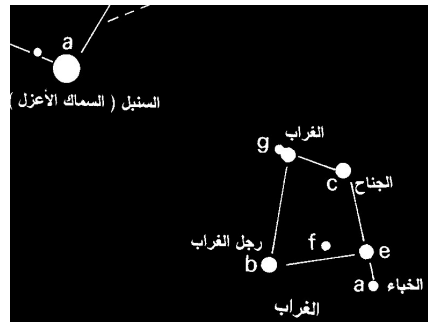 a
السنبل ( السماك الأعزل )
الغراب
g
c
الجناح
رجل الغراب
b
f
e
a
الخباء
الغراب